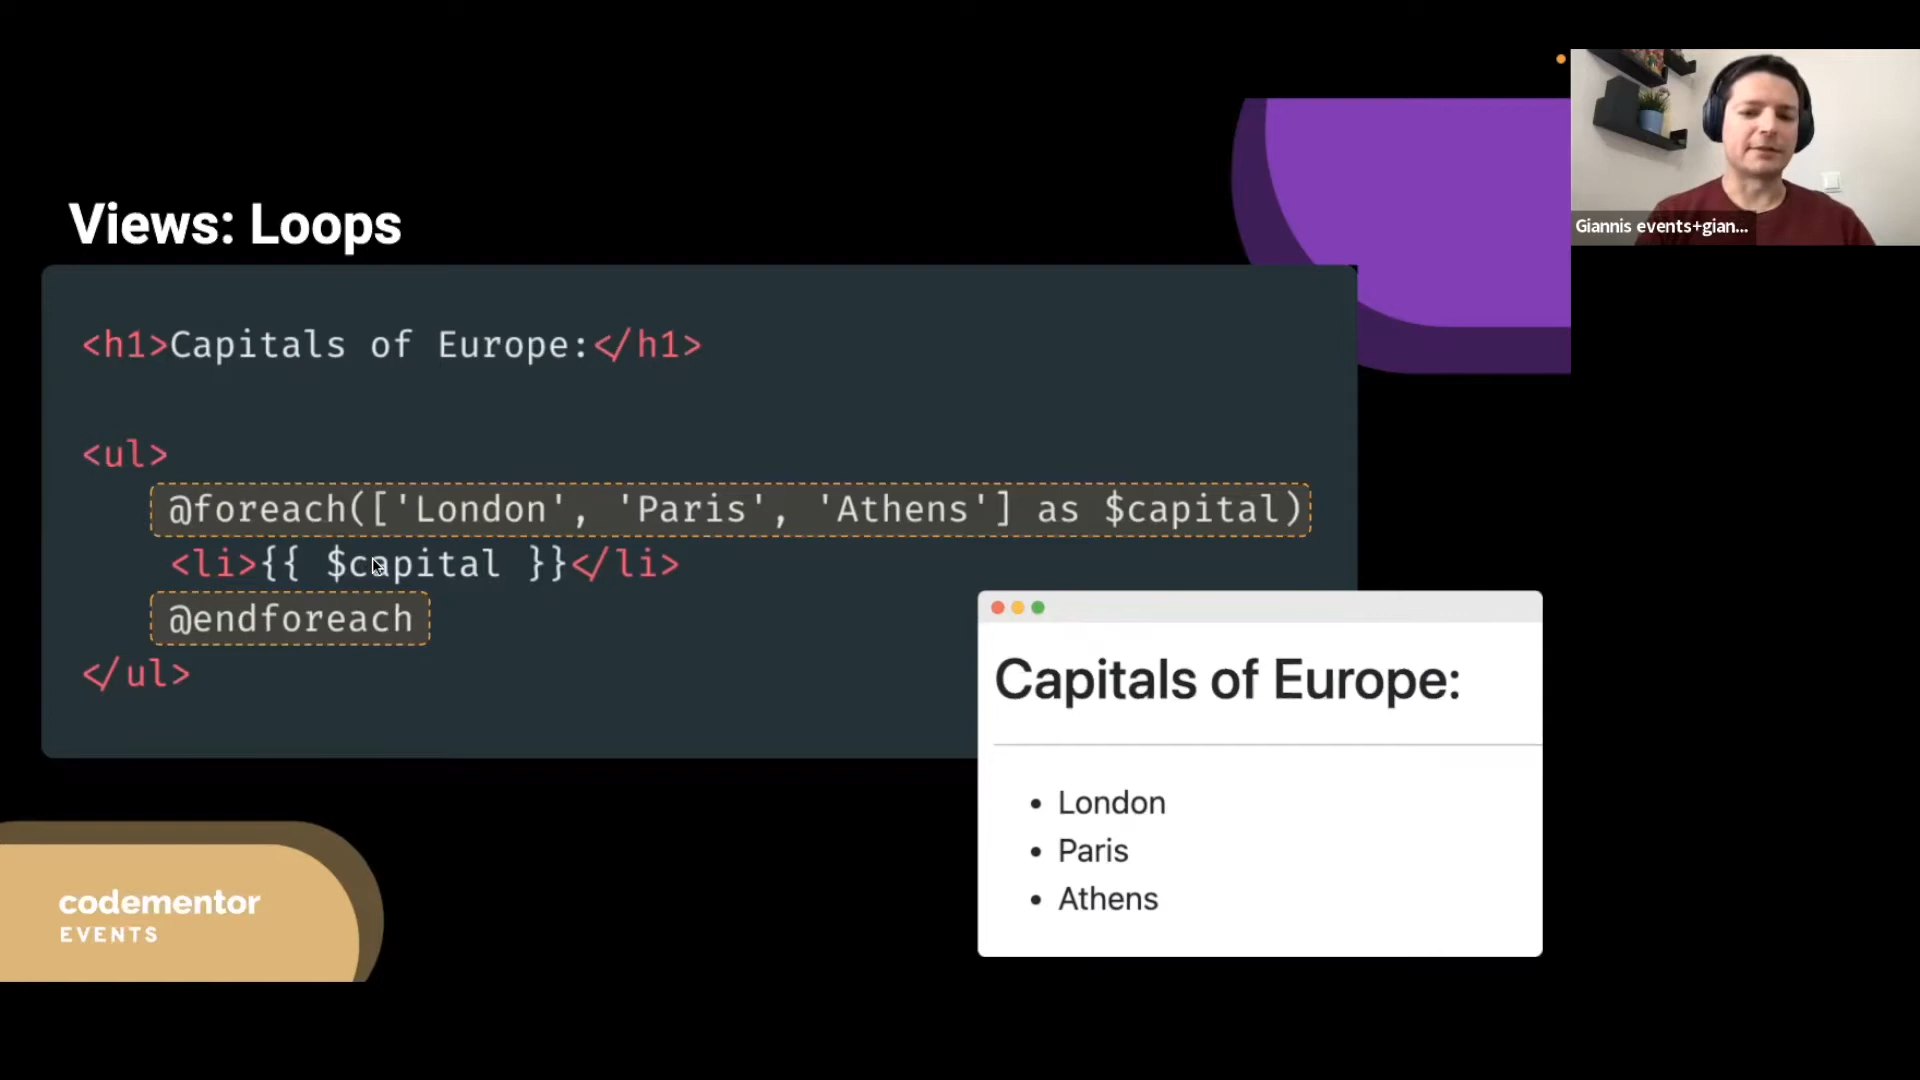 Views: Loops
<h1>Capitals of Europe:</h1>
<ul>
@foreach(['London', 'Paris', 'Athens'] as $capital)
<li>{{ $capital }}</li>
@endforeach
</ul>
Capitals of Europe:
• London
• Paris
• Athens
codementor
EVENTS
Giannis events+gian...